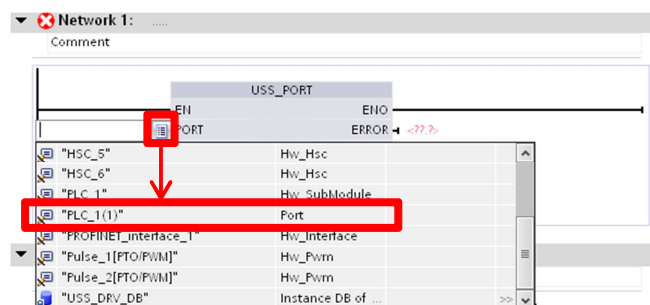 Network 1: .....
Comment
USS_PORT
EN ENO
PORT ERROR <??.?>
"HSC_5" Hw_Hsc
"HSC_6" Hw_Hsc
"PLC_1" Hw_SubModule
"PLC_1(1)" Port
"PROFINET_interface_1" Hw_Interface
"Pulse_1[PTO/PWM]" Hw_Pwm
"Pulse_2[PTO/PWM]" Hw_Pwm
"USS_DRV_DB" Instance DB of ... >>